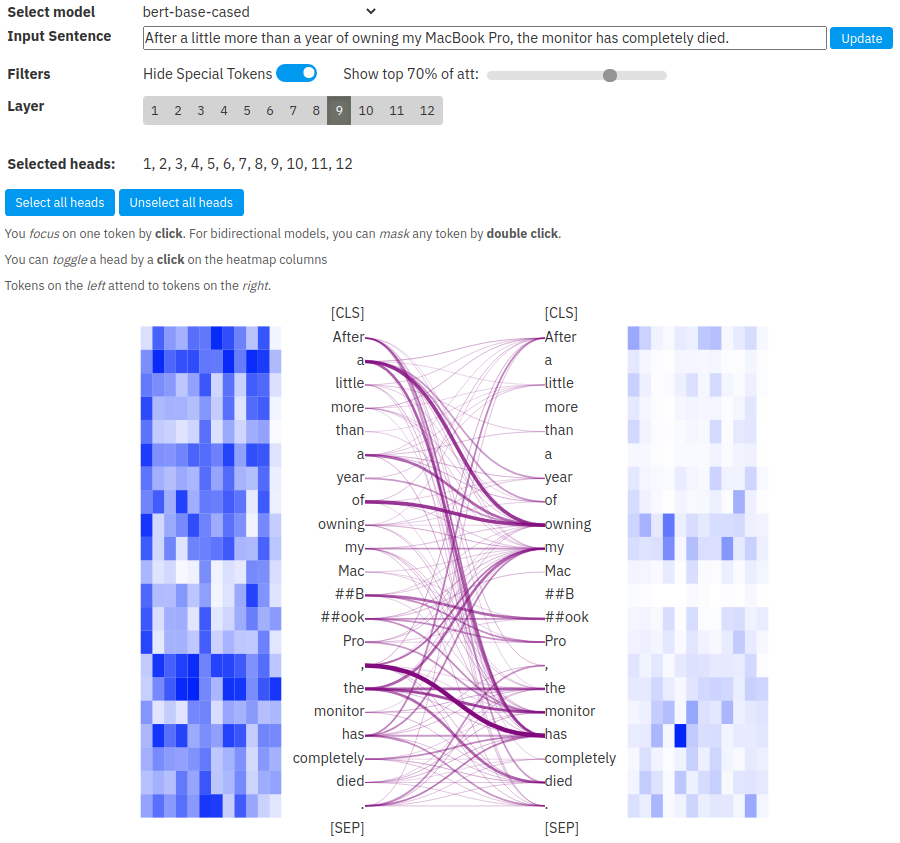 Select model bert-base-cased
Input Sentence After a little more than a year of owning my MacBook Pro, the monitor has completely died. Update
Filters Hide Special Tokens Show top 70% of att:
Layer 1 2 3 4 5 6 7 8 9 10 11 12
Selected heads: 1, 2, 3, 4, 5, 6, 7, 8, 9, 10, 11, 12
Select all heads Unselect all heads
You focus on one token by click. For bidirectional models, you can mask any token by double click.
You can toggle a head by a click on the heatmap columns
Tokens on the left attend to tokens on the right.
[CLS] [CLS]
After After
a a
little little
more more
than than
a a
year year
of of
owning owning
my my
Mac Mac
##B ##B
##ook ##ook
Pro Pro
, ,
the the
monitor monitor
has has
completely completely
died died
. .
[SEP] [SEP]